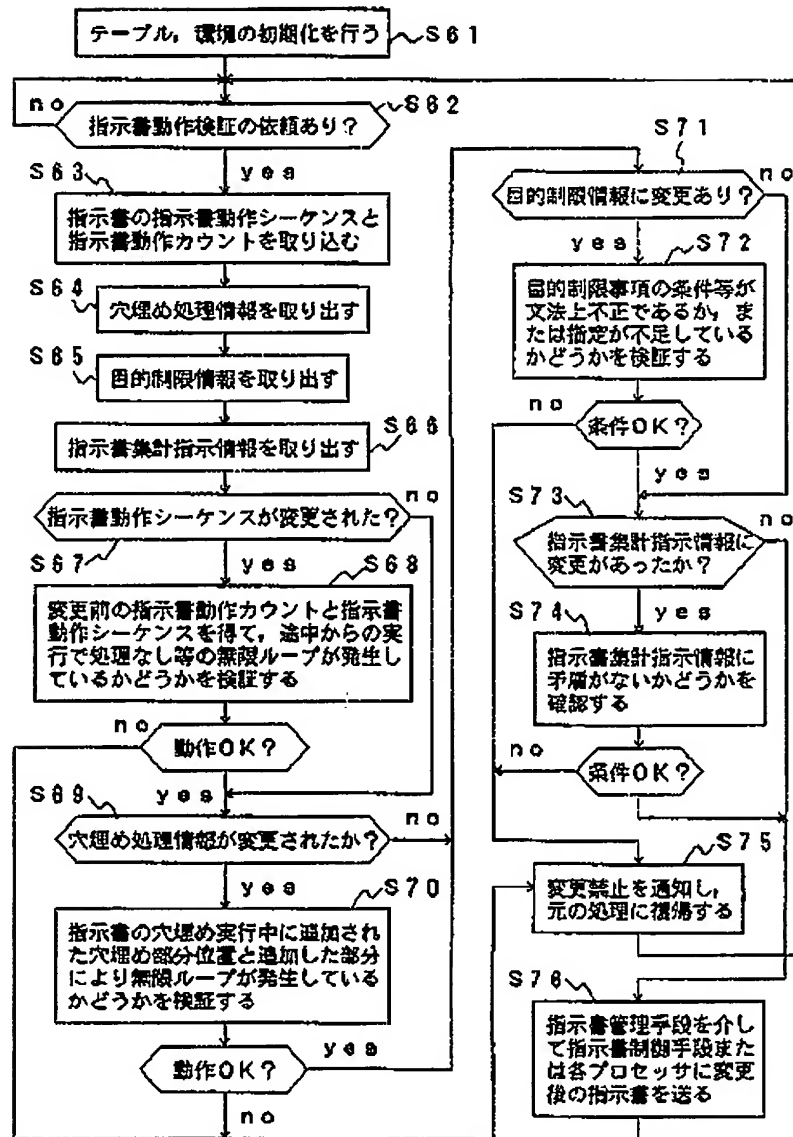 テーブル，環境の初期化を行う
S61
no
指示書動作検証の依頼あり？
S62
yes
S63
指示書の指示書動作シーケンスと
指示書動作カウントを取り込む
S64
穴埋め処理情報を取り出す
S65
目的制限情報を取り出す
S66
指示書集計指示情報を取り出す
no
指示書動作シーケンスが変更された？
S67
yes
S68
変更前の指示書動作カウントと指示書
動作シーケンスを得て，途中からの実
行で処理なし等の無限ループが発生し
ているかどうかを検証する
no
動作OK？
yes
S69
穴埋め処理情報が変更されたか？
no
yes
S70
指示書の穴埋め実行中に追加され
た穴埋め部分位置と追加した部分
により無限ループが発生している
かどうかを検証する
動作OK？
yes
no
S71
目的制限情報に変更あり？
no
yes
S72
目的制限事項の条件等が
文法上不正であるか，ま
たは指定が不足している
かどうかを検証する
no
条件OK？
yes
S73
指示書集計指示情報に
変更があったか？
no
yes
S74
指示書集計指示情報に
矛盾がないかどうかを
確認する
no
条件OK？
S75
変更禁止を通知し，
元の処理に復帰する
S76
指示書管理手段を介し
て指示書制御手段また
は各プロセッサに変更
後の指示書を送る